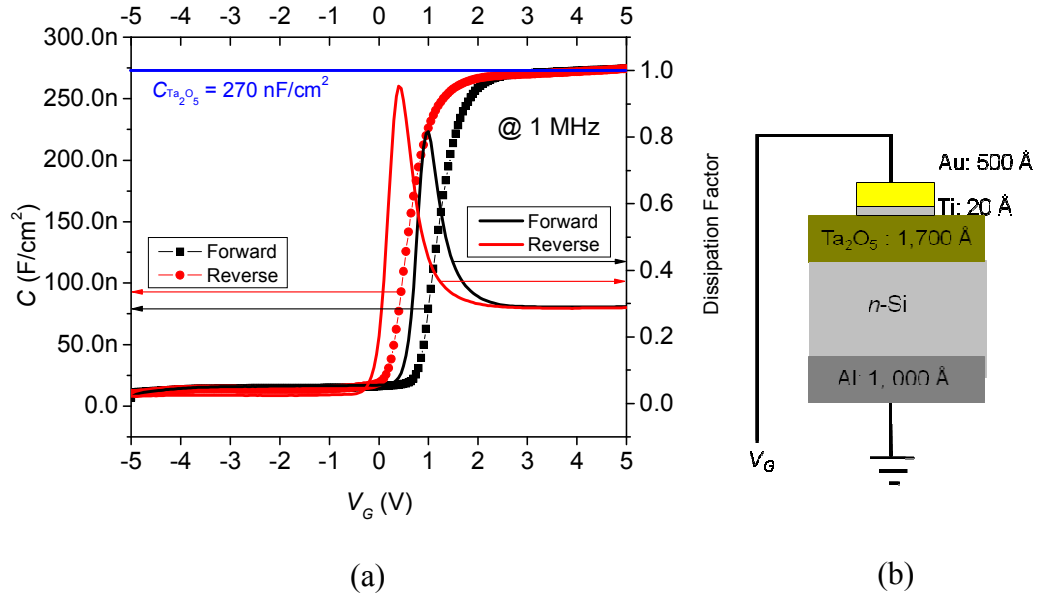 -5 -4 -3 -2 -1 0 1 2 3 4 5
300.0n
250.0n
200.0n
150.0n
100.0n
50.0n
0.0
C (F/cm²)
C_Ta₂O₅ = 270 nF/cm²
@ 1 MHz
Forward
Reverse
Forward
Reverse
1.0
0.8
0.6
0.4
0.2
0.0
Dissipation Factor
-5 -4 -3 -2 -1 0 1 2 3 4 5
V_G (V)
(a)
Au: 500 Å
Ti: 20 Å
Ta₂O₅ : 1,700 Å
n-Si
Al: 1, 000 Å
V_G
(b)